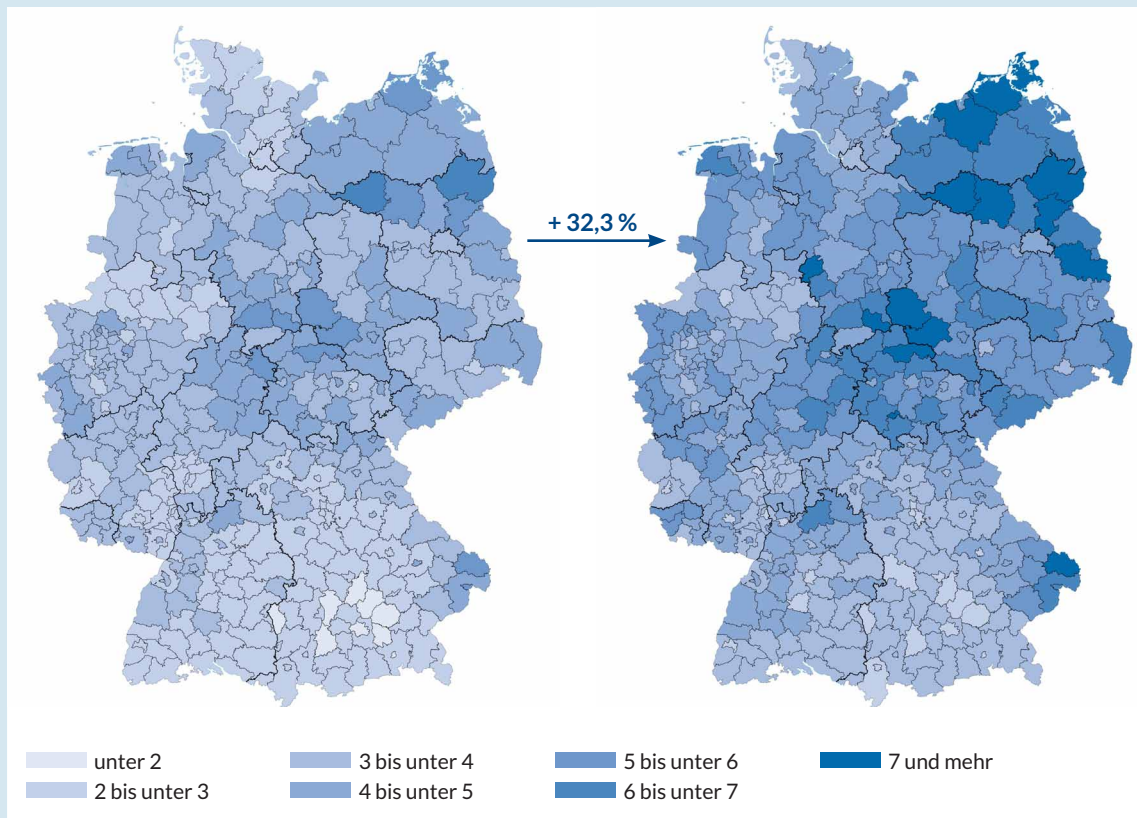 + 32,3 %
unter 2
3 bis unter 4
5 bis unter 6
7 und mehr
2 bis unter 3
4 bis unter 5
6 bis unter 7